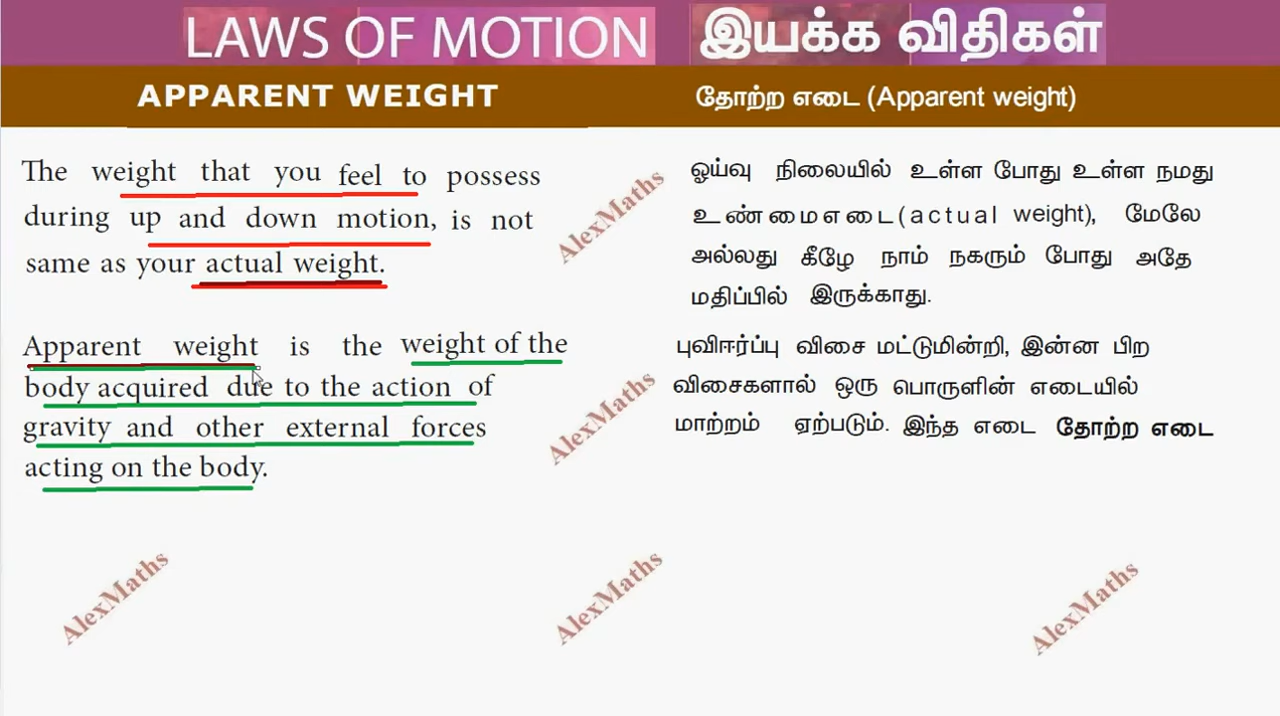 LAWS OF MOTION இயக்க விதிகள்
APPARENT WEIGHT தோற்ற எடை (Apparent weight)
The weight that you feel to possess
during up and down motion, is not
same as your actual weight.
Apparent weight is the weight of the
body acquired due to the action of
gravity and other external forces
acting on the body.
ஓய்வு நிலையில் உள்ள போது உள்ள நமது
உண்மைஎடை(actual weight), மேலே
அல்லது கீழே நாம் நகரும் போது அதே
மதிப்பில் இருக்காது.
புவிஈர்ப்பு விசை மட்டுமின்றி, இன்ன பிற
விசைகளால் ஒரு பொருளின் எடையில்
மாற்றம் ஏற்படும். இந்த எடை தோற்ற எடை
AlexMaths
AlexMaths
AlexMaths
AlexMaths
AlexMaths